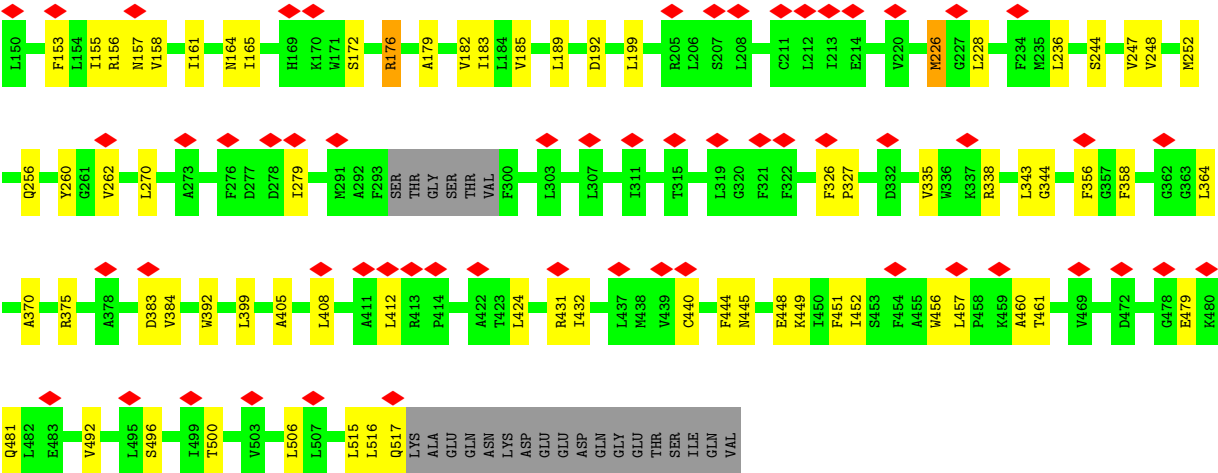 L150 F153 L154 I155 R156 N157 V158 I161 N164 I165 H169 K170 W171 S172 R176 A179 V182 I183 L184 V185 L189 D192 L199 R205 L206 S207 L208 C211 L212 I213 E214 V220 M226 G227 L228 F234 M235 L236 S244 V247 V248 M252
Q256 Y260 G261 V262 L270 A273 F276 D277 D278 I279 M291 A292 F293 SER THR GLY SER THR VAL F300 L303 L307 I311 T315 L319 G320 F321 F322 F326 P327 D332 V335 W336 K337 R338 L343 G344 F356 G357 F358 G362 G363 L364
A370 R375 A378 D383 V384 W392 L399 A405 L408 A411 L412 R413 P414 A422 T423 L424 R431 I432 L437 M438 V439 C440 F444 N445 E448 K449 I450 F451 I452 S453 F454 A455 W456 L457 P458 K459 A460 T461 V469 D472 G478 E479 K480
Q481 L482 E483 V492 L495 S496 I499 T500 V503 L506 L507 L515 L516 Q517 LYS ALA GLU GLN ASN LYS ASP GLU GLU ASP GLN GLY GLU THR SER ILE GLN VAL